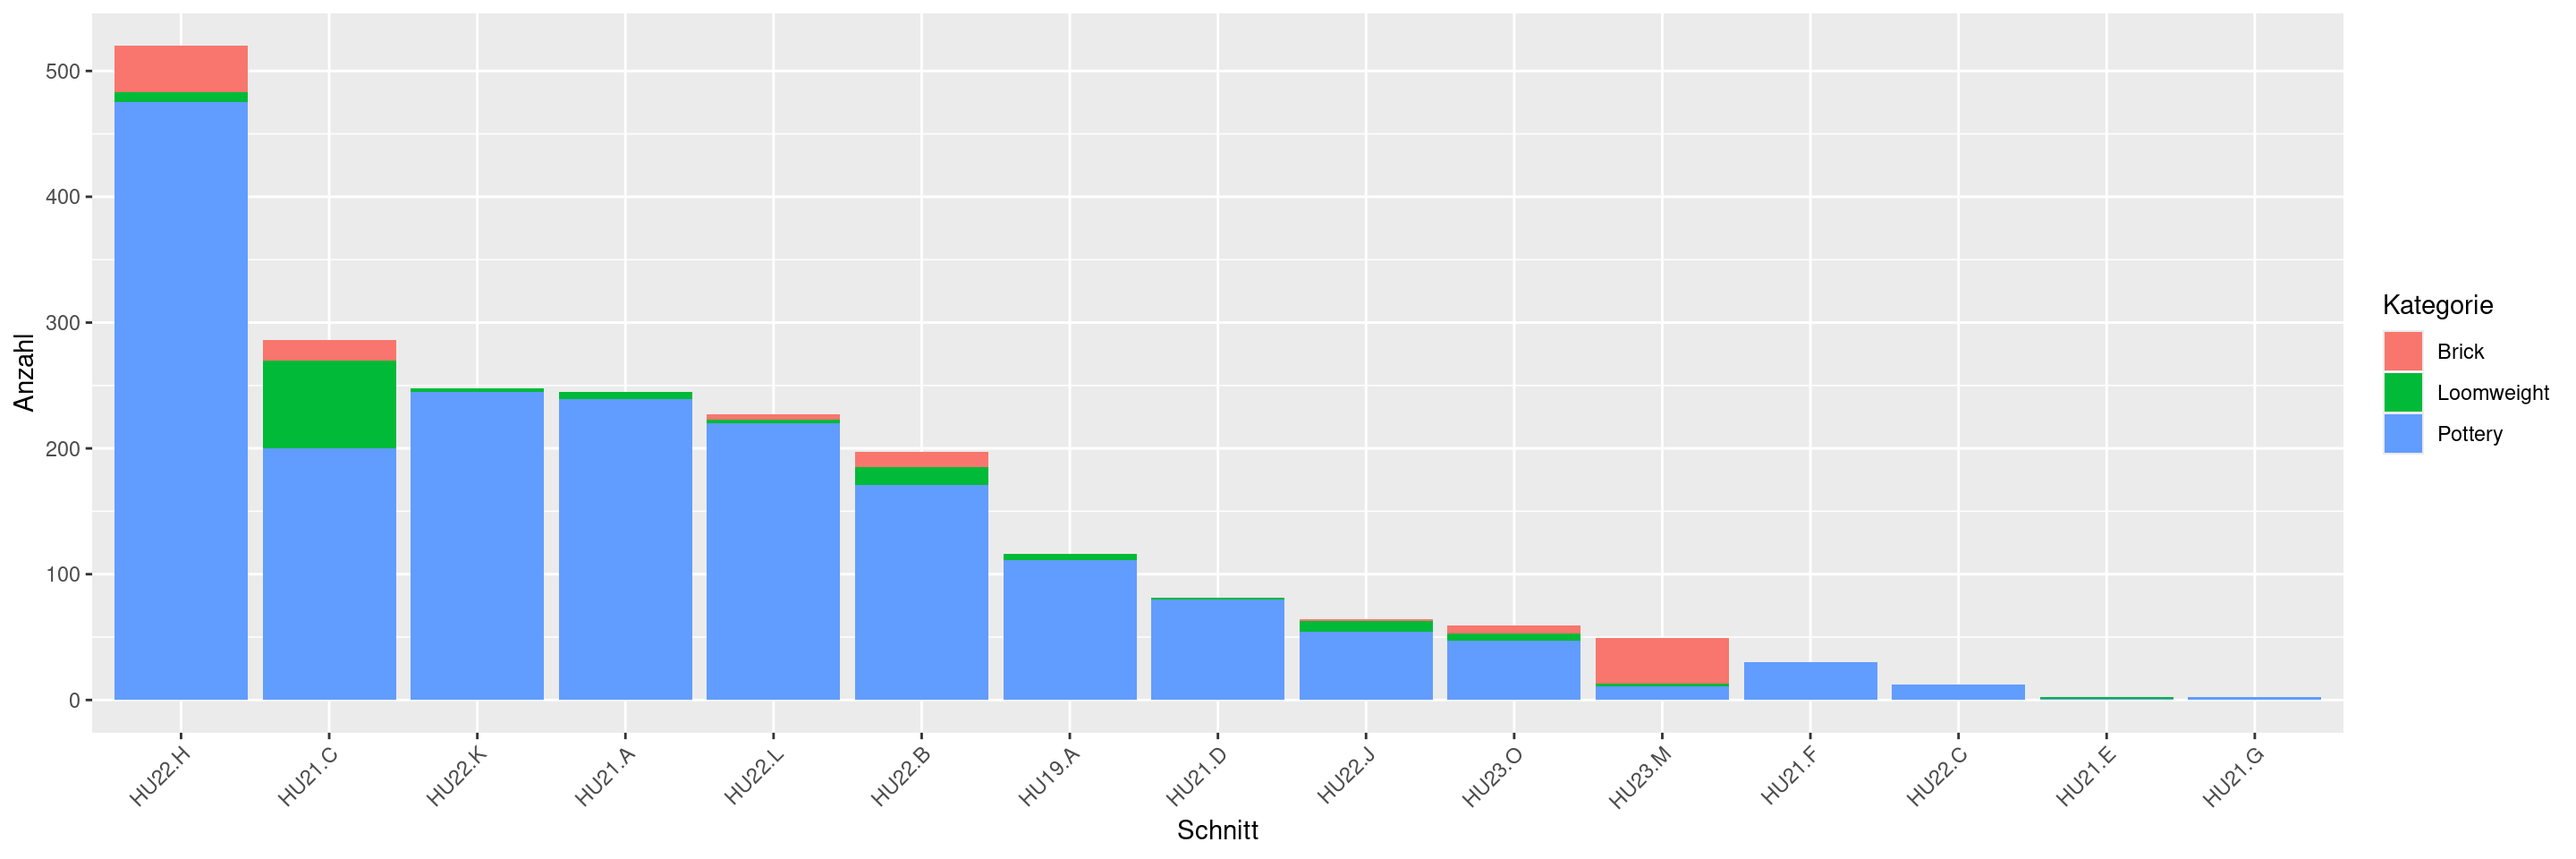 Anzahl
500
400
300
200
100
0
HU22.H
HU21.C
HU22.K
HU21.A
HU22.L
HU22.B
HU19.A
HU21.D
HU22.J
HU23.O
HU23.M
HU21.F
HU22.C
HU21.E
HU21.G
Schnitt
Kategorie
Brick
Loomweight
Pottery